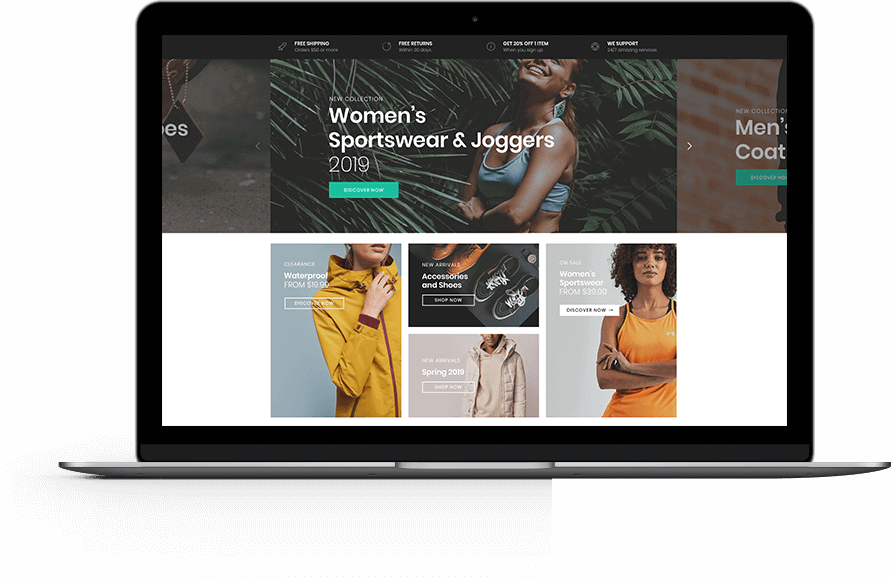 FREE SHIPPING
Orders $50 or more
FREE RETURNS
Within 30 days
GET 20% OFF 1 ITEM
When you sign up
WE SUPPORT
24/7 amazing services
oes
NEW COLLECTION
Women's
Sportswear & Joggers
2019
DISCOVER NOW
NEW COLLECTION
Men's
Coat
DISCOVER NOW
CLEARANCE
Waterproof
FROM $19.99
DISCOVER NOW
NEW ARRIVALS
Accessories
and Shoes
SHOP NOW
NEW ARRIVALS
Spring 2019
SHOP NOW
ON SALE
Women's
Sportswear
FROM $39.00
DISCOVER NOW →